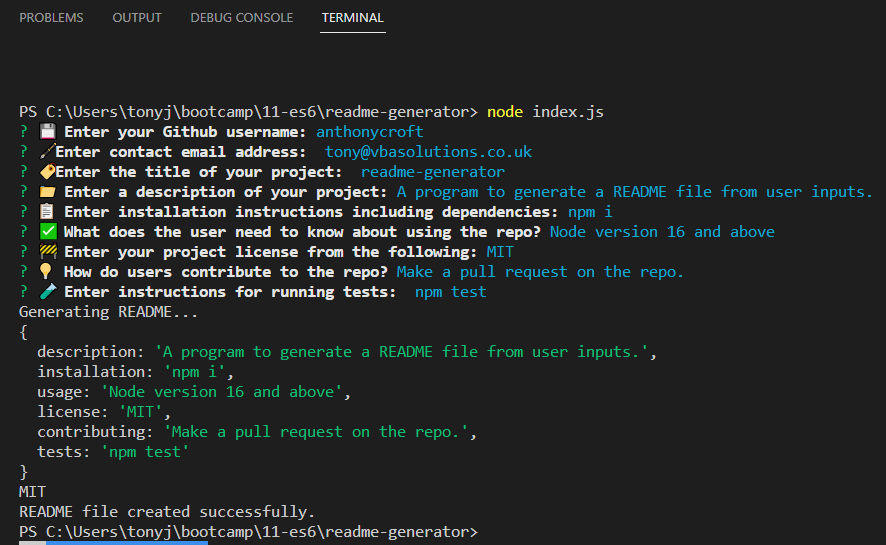 PROBLEMS OUTPUT DEBUG CONSOLE TERMINAL
PS C:\Users\tonyj\bootcamp\11-es6\readme-generator> node index.js
? 💾 Enter your Github username: anthonycroft
? 🖌Enter contact email address:  tony@vbasolutions.co.uk
? 🏷Enter the title of your project:  readme-generator
? 📁 Enter a description of your project: A program to generate a README file from user inputs.
? 📋 Enter installation instructions including dependencies: npm i
? ✅ What does the user need to know about using the repo? Node version 16 and above
? 🚧 Enter your project license from the following: MIT
? 💡 How do users contribute to the repo? Make a pull request on the repo.
? 🧪 Enter instructions for running tests:  npm test
Generating README...
{
  description: 'A program to generate a README file from user inputs.',
  installation: 'npm i',
  usage: 'Node version 16 and above',
  license: 'MIT',
  contributing: 'Make a pull request on the repo.',
  tests: 'npm test'
}
MIT
README file created successfully.
PS C:\Users\tonyj\bootcamp\11-es6\readme-generator>